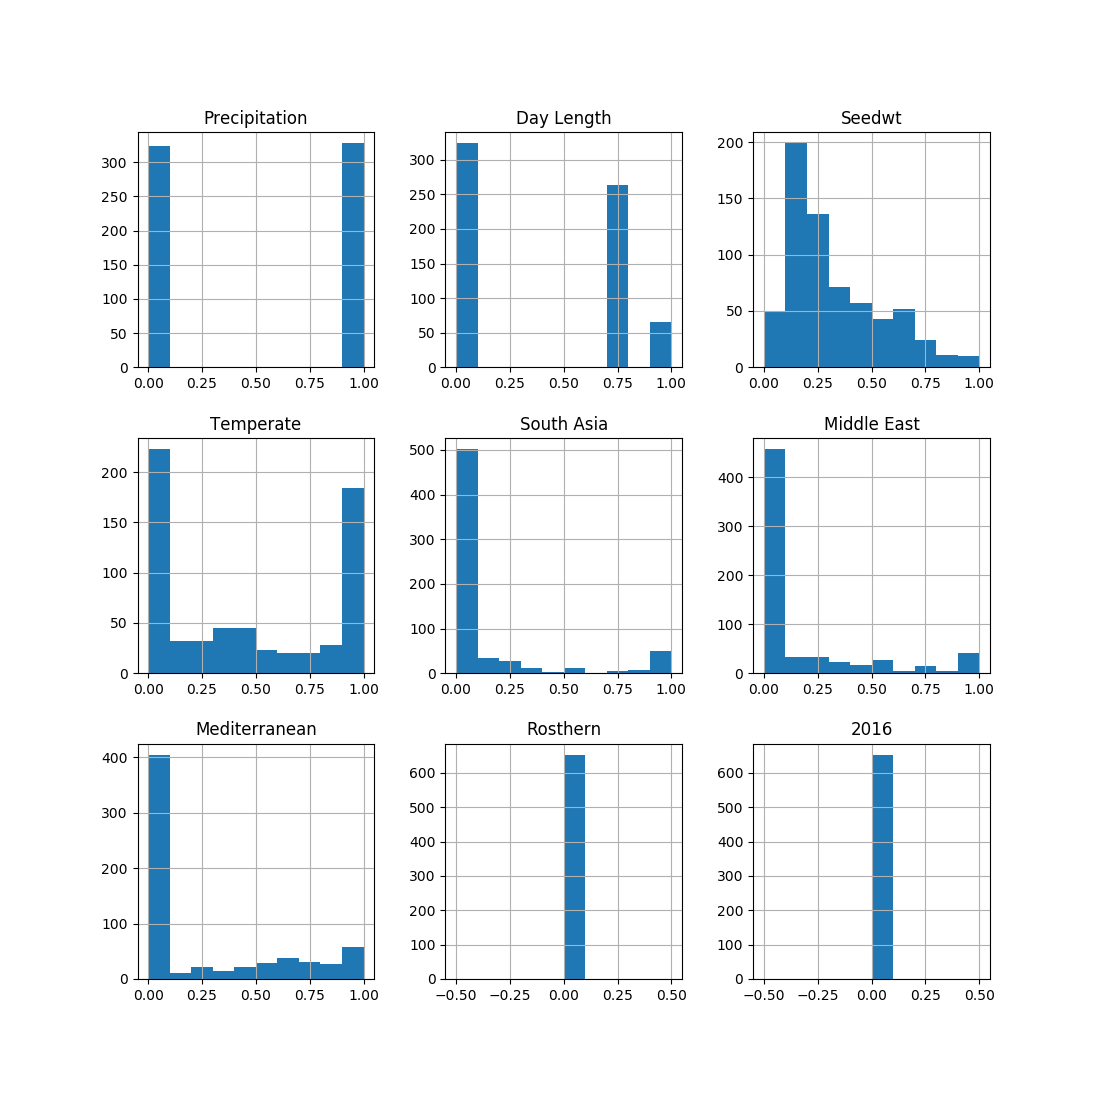 Precipitation Day Length Seedwt
300 300 200
250 250 150
200 200 100
150 150 50
100 100 0
50 50
0 0
0.00 0.25 0.50 0.75 1.00 0.00 0.25 0.50 0.75 1.00 0.00 0.25 0.50 0.75 1.00
Temperate South Asia Middle East
200 500 400
150 400 300
100 300 200
50 200 100
0 100 0
0
0.00 0.25 0.50 0.75 1.00 0.00 0.25 0.50 0.75 1.00 0.00 0.25 0.50 0.75 1.00
Mediterranean Rosthern 2016
400 600 600
300 500 500
200 400 400
100 300 300
0 200 200
100 100
0 0
0.00 0.25 0.50 0.75 1.00 −0.50 −0.25 0.00 0.25 0.50 −0.50 −0.25 0.00 0.25 0.50